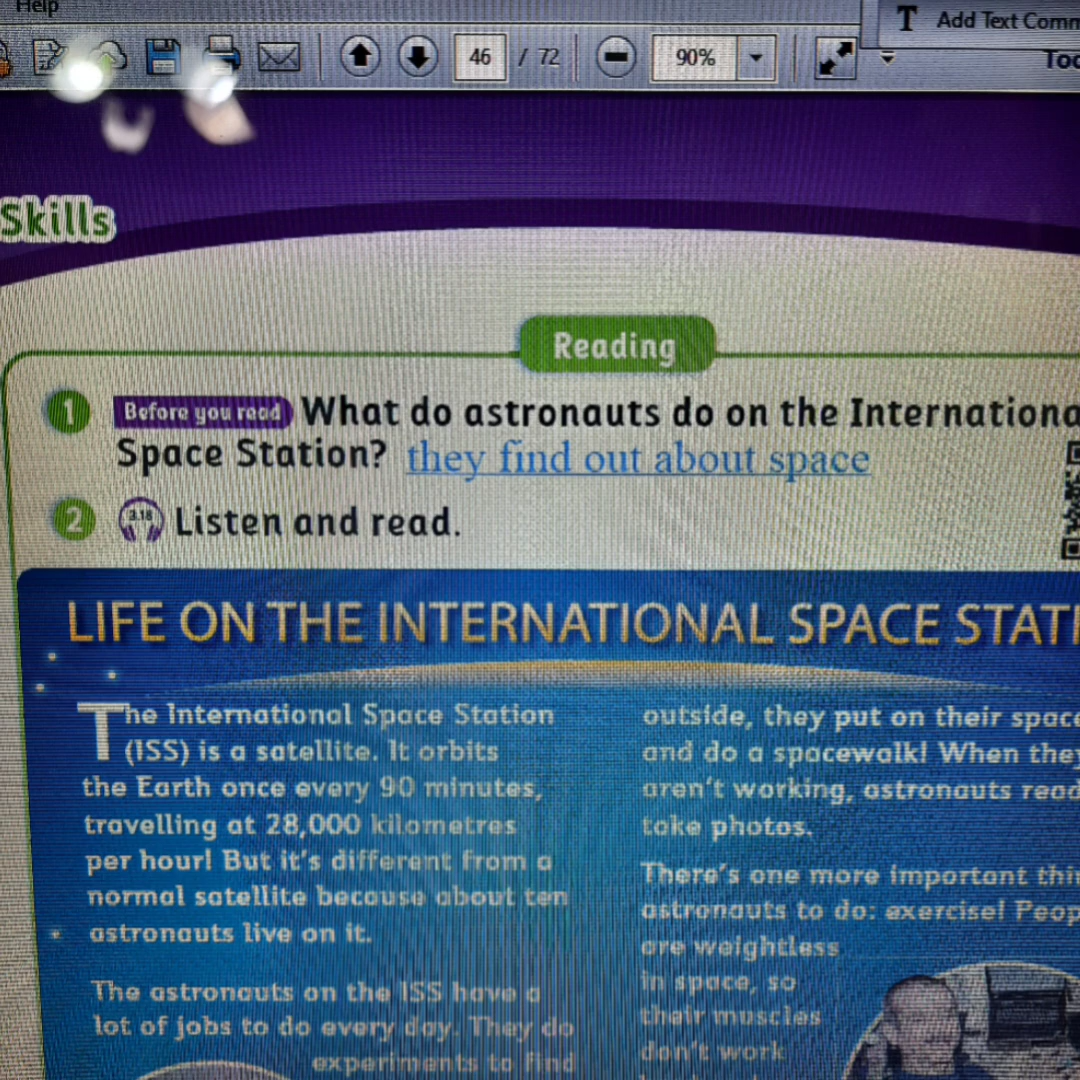 Help
T Add Text Comm
46 / 72
90%
Too
Skills
Reading
1 Before you read What do astronauts do on the Internationa
Space Station? they find out about space
2 3.18 Listen and read.
LIFE ON THE INTERNATIONAL SPACE STATI
The International Space Station
(ISS) is a satellite. It orbits
the Earth once every 90 minutes,
travelling at 28,000 kilometres
per hour! But it's different from a
normal satellite because about ten
astronauts live on it.
The astronauts on the ISS have a
lot of jobs to do every day. They do
experiments to find
outside, they put on their space
and do a spacewalk! When they
aren't working, astronauts read
take photos.
There's one more important thin
astronauts to do: exercise! Peop
are weightless
in space, so
their muscles
don't work